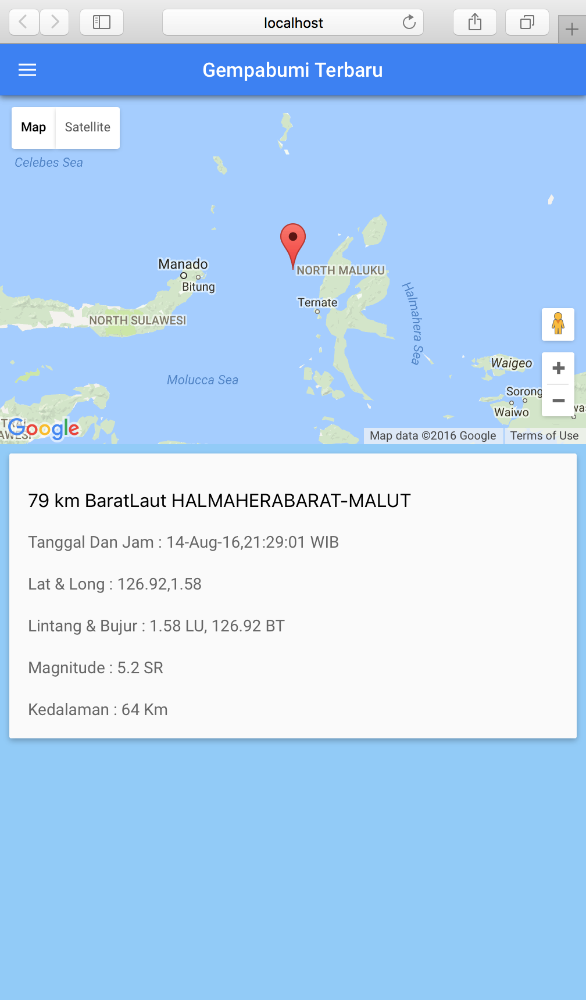 localhost
Gempabumi Terbaru
Map Satellite
Celebes Sea
Manado
Bitung
NORTH MALUKU
Ternate
NORTH SULAWESI
Halmahera Sea
Molucca Sea
Waigeo
Sorong
Waiwo
Google
Map data ©2016 Google Terms of Use
79 km BaratLaut HALMAHERABARAT-MALUT
Tanggal Dan Jam : 14-Aug-16,21:29:01 WIB
Lat & Long : 126.92,1.58
Lintang & Bujur : 1.58 LU, 126.92 BT
Magnitude : 5.2 SR
Kedalaman : 64 Km